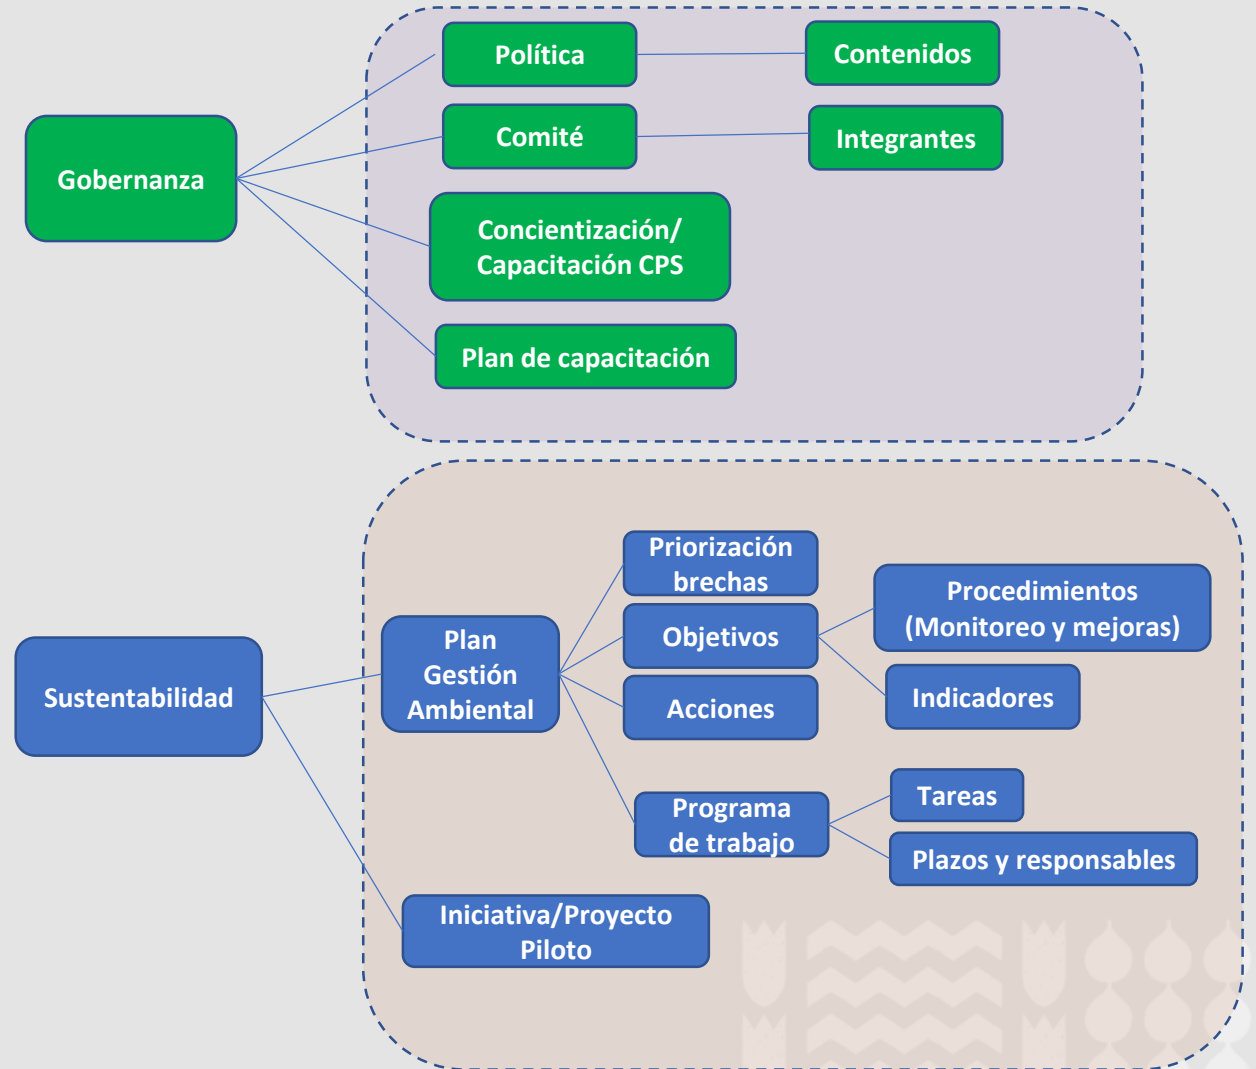 Política
Contenidos
Comité
Integrantes
Gobernanza
Concientización/
Capacitación CPS
Plan de capacitación
Priorización
brechas
Procedimientos
(Monitoreo y mejoras)
Objetivos
Plan
Gestión
Ambiental
Sustentabilidad
Acciones
Indicadores
Programa
de trabajo
Tareas
Plazos y responsables
Iniciativa/Proyecto
Piloto